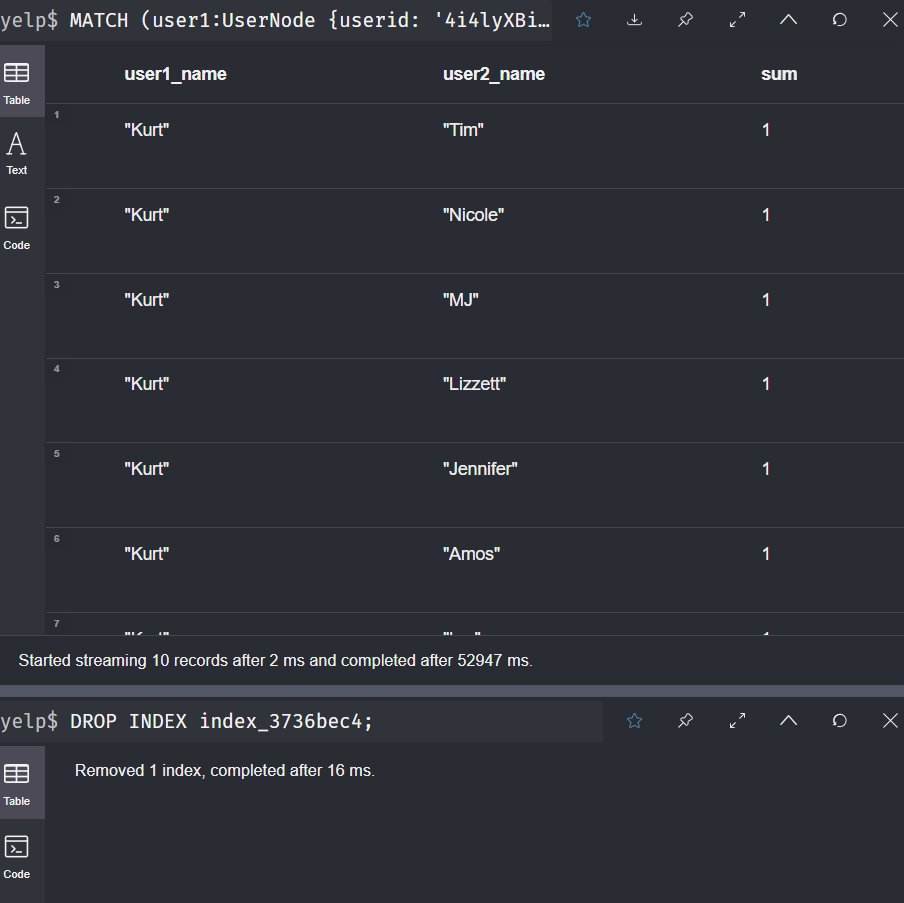 yelp$ MATCH (user1:UserNode {userid: '4i4lyXBi…
Table
Text
Code
user1_name user2_name sum
1 "Kurt" "Tim" 1
2 "Kurt" "Nicole" 1
3 "Kurt" "MJ" 1
4 "Kurt" "Lizzett" 1
5 "Kurt" "Jennifer" 1
6 "Kurt" "Amos" 1
7
Started streaming 10 records after 2 ms and completed after 52947 ms.
yelp$ DROP INDEX index_3736bec4;
Table
Code
Removed 1 index, completed after 16 ms.